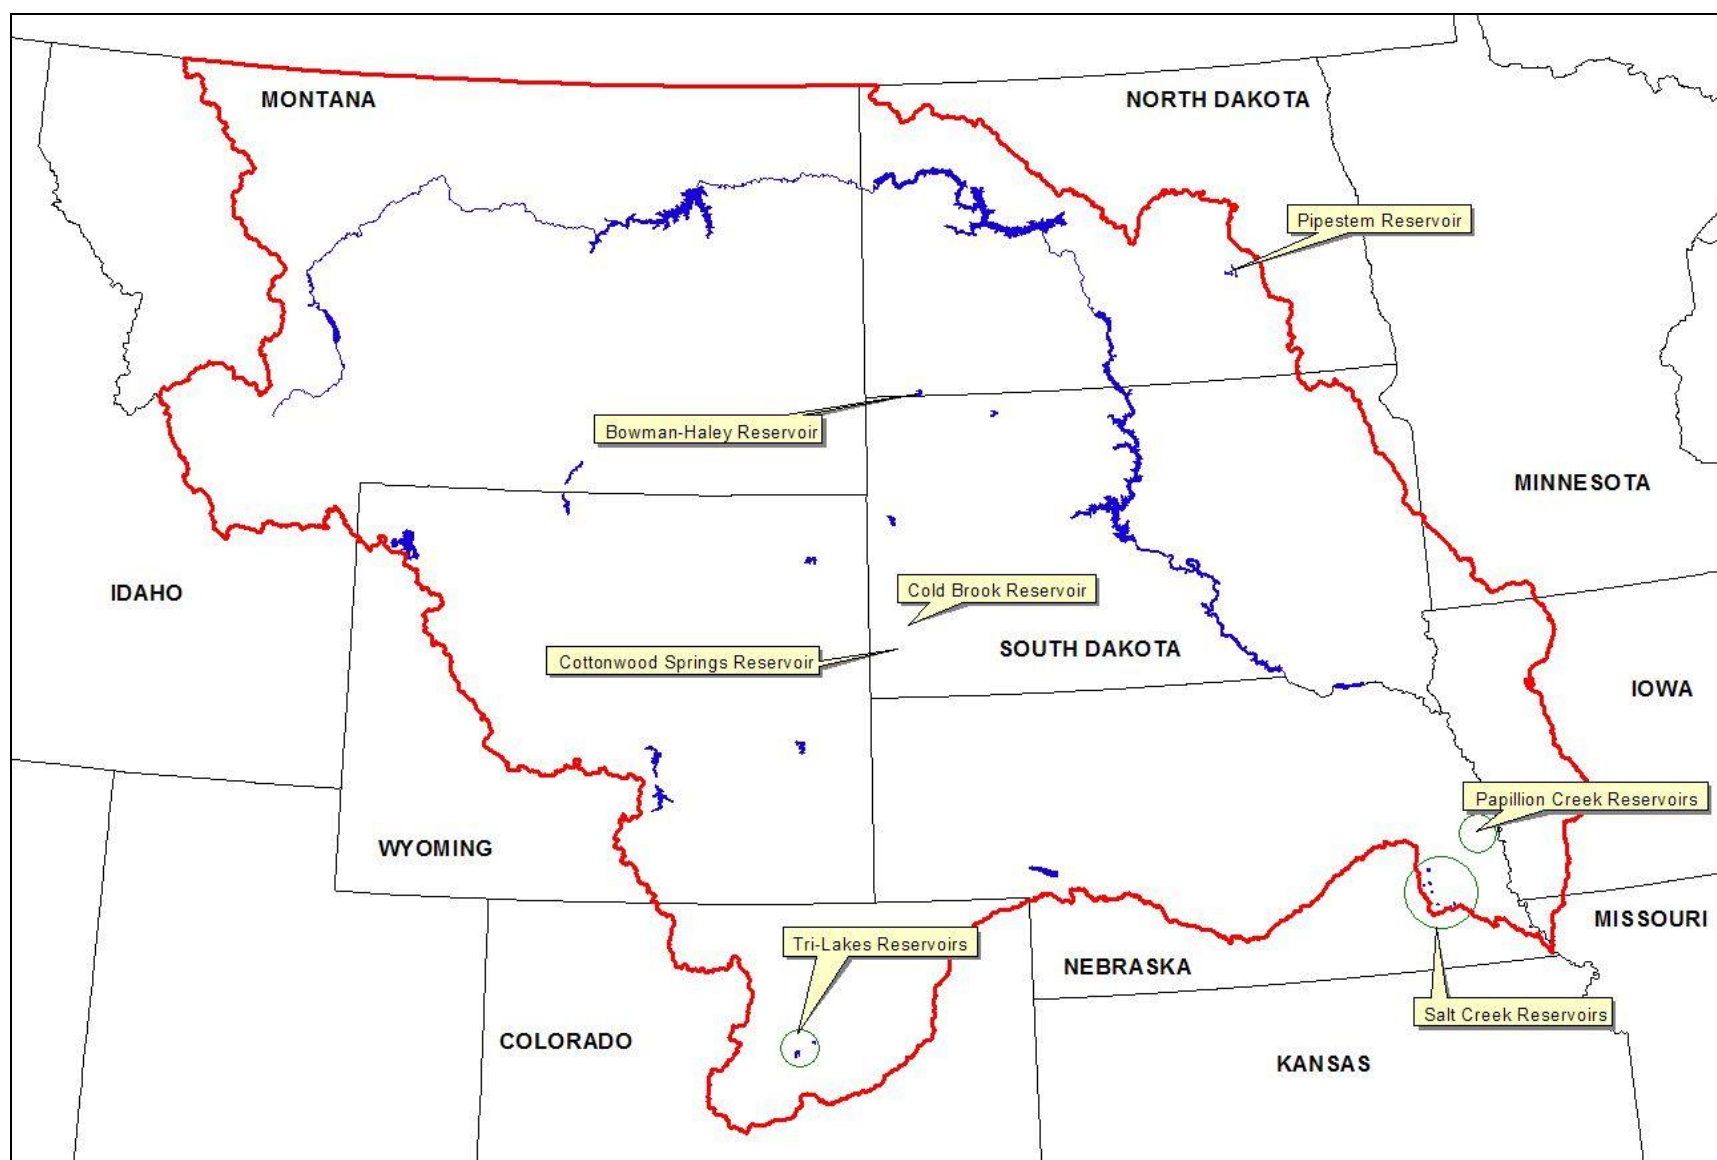 MONTANA
NORTH DAKOTA
Pipestem Reservoir
Bowman-Haley Reservoir
MINNESOTA
IDAHO
Cold Brook Reservoir
SOUTH DAKOTA
Cottonwood Springs Reservoir
IOWA
Papillion Creek Reservoirs
WYOMING
MISSOURI
Tri-Lakes Reservoirs
NEBRASKA
Salt Creek Reservoirs
COLORADO
KANSAS